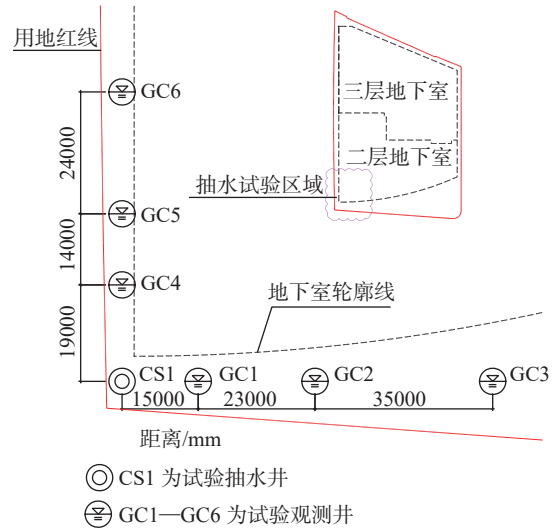 用地红线
GC6
三层地下室
二层地下室
24000
抽水试验区域
GC5
14000
GC4
地下室轮廓线
19000
CS1
GC1
GC2
GC3
15000
23000
35000
距离/mm
CS1 为试验抽水井
GC1—GC6 为试验观测井